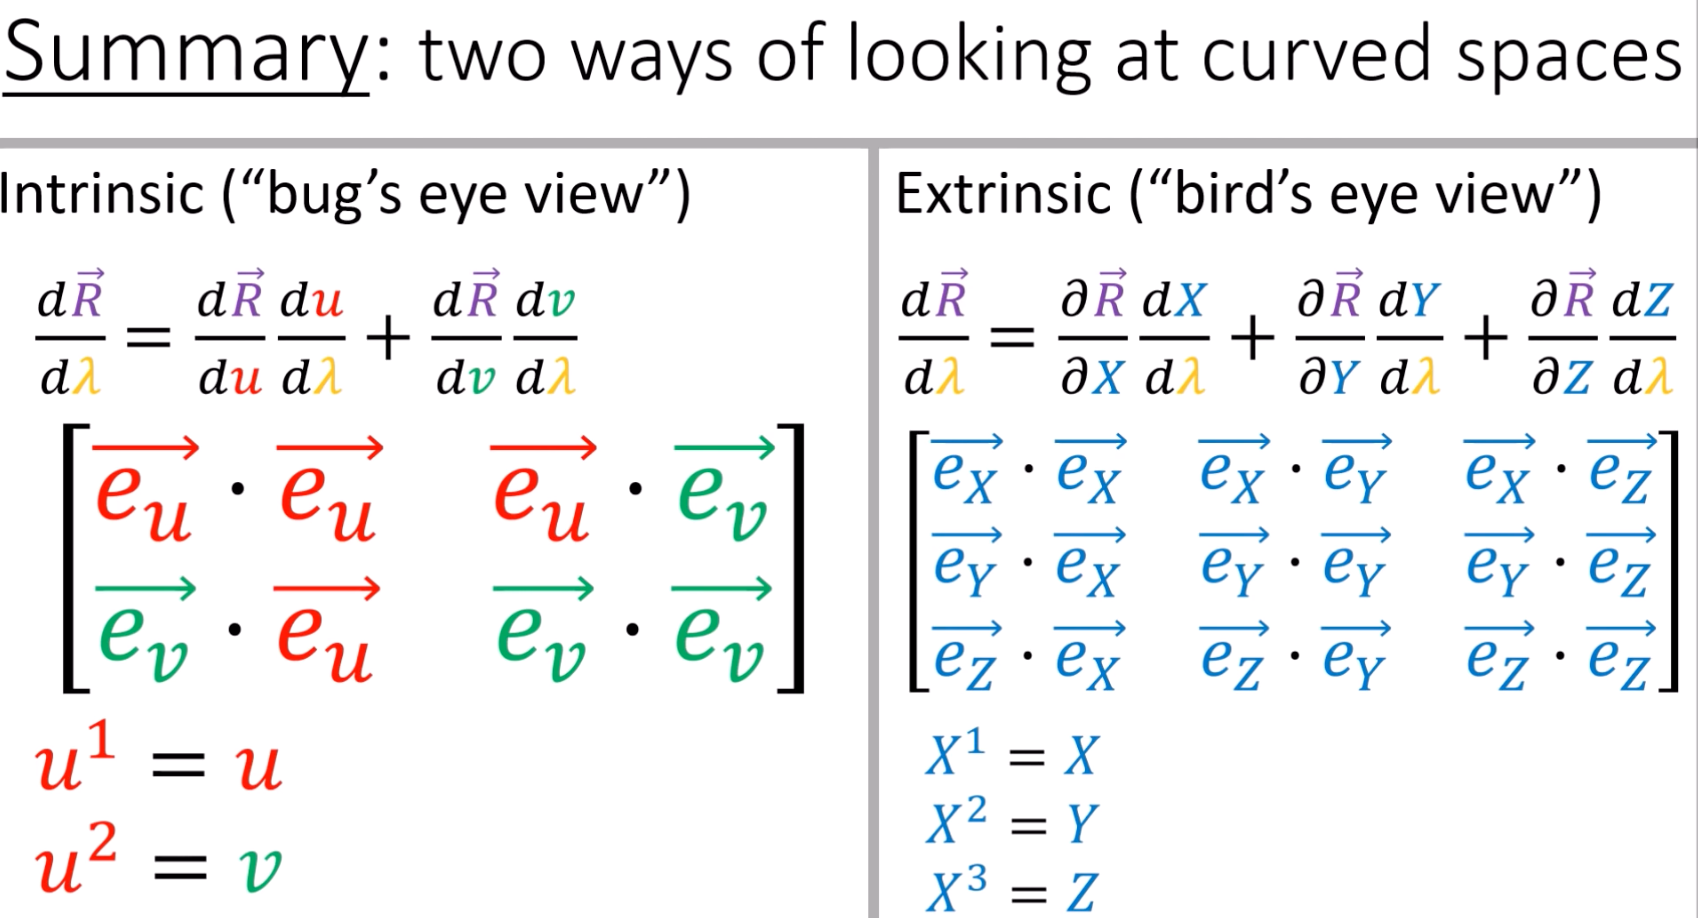 Summary: two ways of looking at curved spaces
Intrinsic (“bug’s eye view”)
$\frac{d\vec{R}}{d\lambda} = \frac{d\vec{R}}{du}\frac{du}{d\lambda} + \frac{d\vec{R}}{dv}\frac{dv}{d\lambda}$
$\begin{bmatrix} \vec{e_u} \cdot \vec{e_u} & \vec{e_u} \cdot \vec{e_v} \\ \vec{e_v} \cdot \vec{e_u} & \vec{e_v} \cdot \vec{e_v} \end{bmatrix}$
$u^1 = u$
$u^2 = v$
Extrinsic (“bird’s eye view”)
$\frac{d\vec{R}}{d\lambda} = \frac{\partial\vec{R}}{\partial X}\frac{dX}{d\lambda} + \frac{\partial\vec{R}}{\partial Y}\frac{dY}{d\lambda} + \frac{\partial\vec{R}}{\partial Z}\frac{dZ}{d\lambda}$
$\begin{bmatrix} \vec{e_X} \cdot \vec{e_X} & \vec{e_X} \cdot \vec{e_Y} & \vec{e_X} \cdot \vec{e_Z} \\ \vec{e_Y} \cdot \vec{e_X} & \vec{e_Y} \cdot \vec{e_Y} & \vec{e_Y} \cdot \vec{e_Z} \\ \vec{e_Z} \cdot \vec{e_X} & \vec{e_Z} \cdot \vec{e_Y} & \vec{e_Z} \cdot \vec{e_Z} \end{bmatrix}$
$X^1 = X$
$X^2 = Y$
$X^3 = Z$